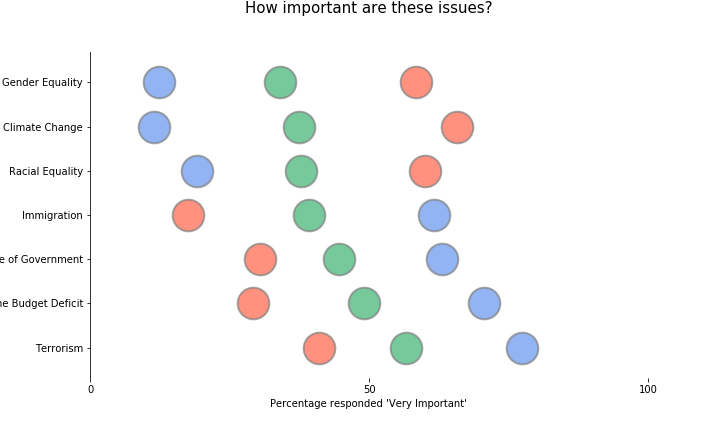 How important are these issues?
Gender Equality
Climate Change
Racial Equality
Immigration
of Government
Budget Deficit
Terrorism
0
50
100
Percentage responded 'Very Important'